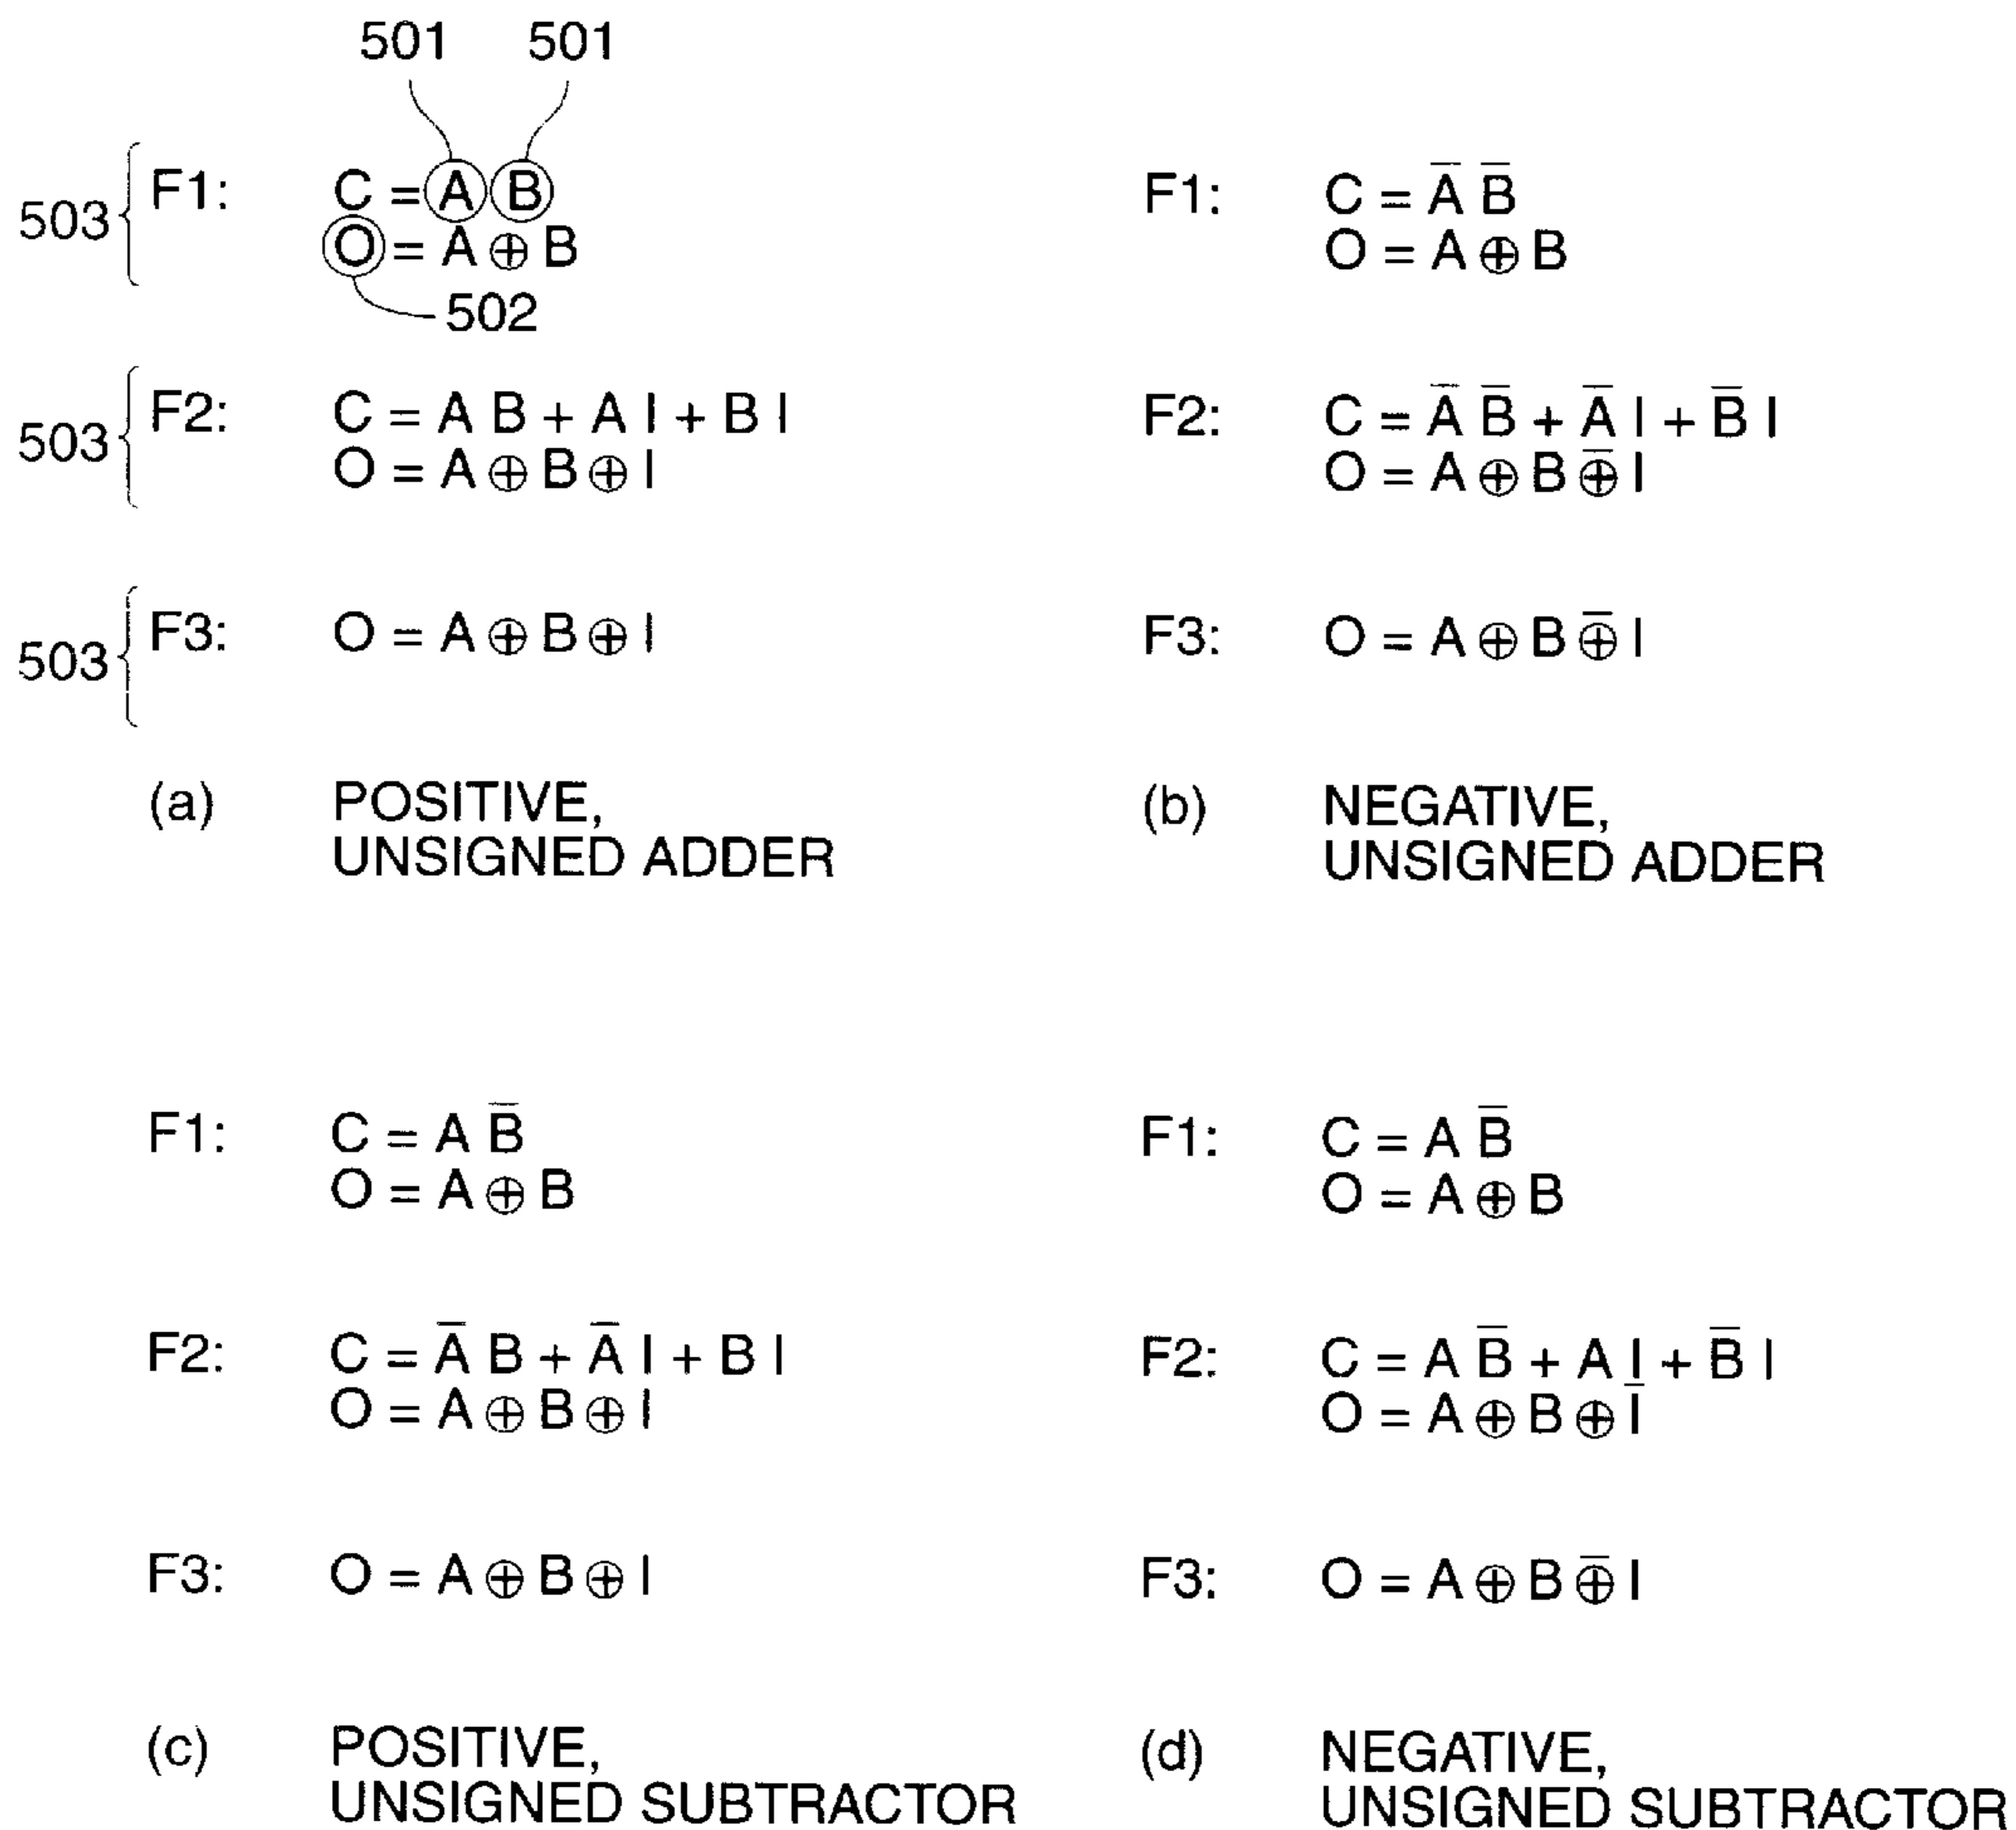 501 501
503 F1: C = A B
O = A ⊕ B
502
503 F2: C = A B + A I + B I
O = A ⊕ B ⊕ I
503 F3: O = A ⊕ B ⊕ I
(a) POSITIVE,
UNSIGNED ADDER
F1: C = A̅ B̅
O = A ⊕ B
F2: C = A̅ B̅ + A̅ I + B̅ I
O = A ⊕ B ⊕̅ I
F3: O = A ⊕ B ⊕̅ I
(b) NEGATIVE,
UNSIGNED ADDER
F1: C = A B̅
O = A ⊕ B
F2: C = A̅ B + A̅ I + B I
O = A ⊕ B ⊕ I
F3: O = A ⊕ B ⊕ I
(c) POSITIVE,
UNSIGNED SUBTRACTOR
F1: C = A B̅
O = A ⊕ B
F2: C = A B̅ + A I + B̅ I
O = A ⊕ B ⊕ I̅
F3: O = A ⊕ B ⊕̅ I
(d) NEGATIVE,
UNSIGNED SUBTRACTOR